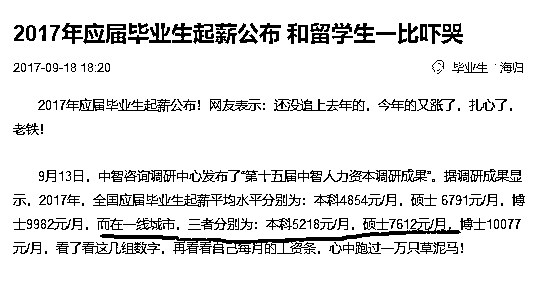 2017年应届毕业生起薪公布 和留学生一比吓哭
2017-09-18 18:20 毕业生 海归
2017年应届毕业生起薪公布！网友表示：还没追上去年的，今年的又涨了，扎心了，
老铁！
9月13日，中智咨询调研中心发布了“第十五届中智人力资本调研成果”。据调研成果显
示，2017年，全国应届毕业生起薪平均水平分别为：本科4854元/月，硕士 6791元/月，博
士9982元/月，而在一线城市，三者分别为：本科5218元/月，硕士7612元/月，博士10077
元/月，看了看这几组数字，再看看自己每月的工资条，心中跑过一万只草泥马！